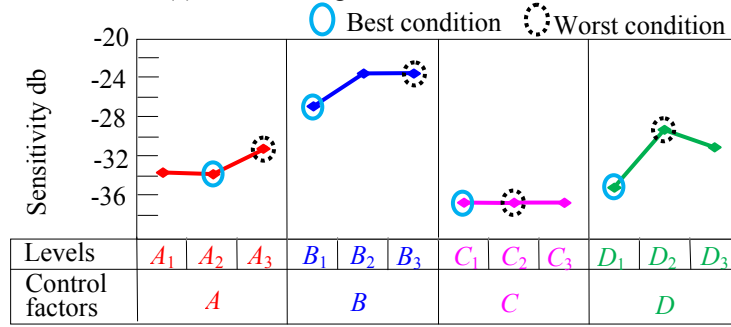 Best condition Worst condition
-20
-24
-28
-32
-36
Sensitivity db
Levels A1 A2 A3 B1 B2 B3 C1 C2 C3 D1 D2 D3
Control factors A B C D